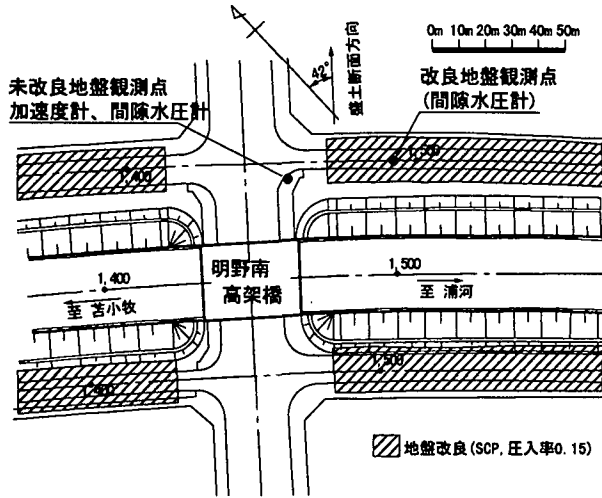 0m 10m 20m 30m 40m 50m
42°
盛土断面方向
未改良地盤観測点
加速度計、間隙水圧計
改良地盤観測点
(間隙水圧計)
1,400
1,500
1,400
明野南
高架橋
1,500
至 苫小牧
至 浦河
1,400
1,500
地盤改良(SCP, 圧入率0.15)